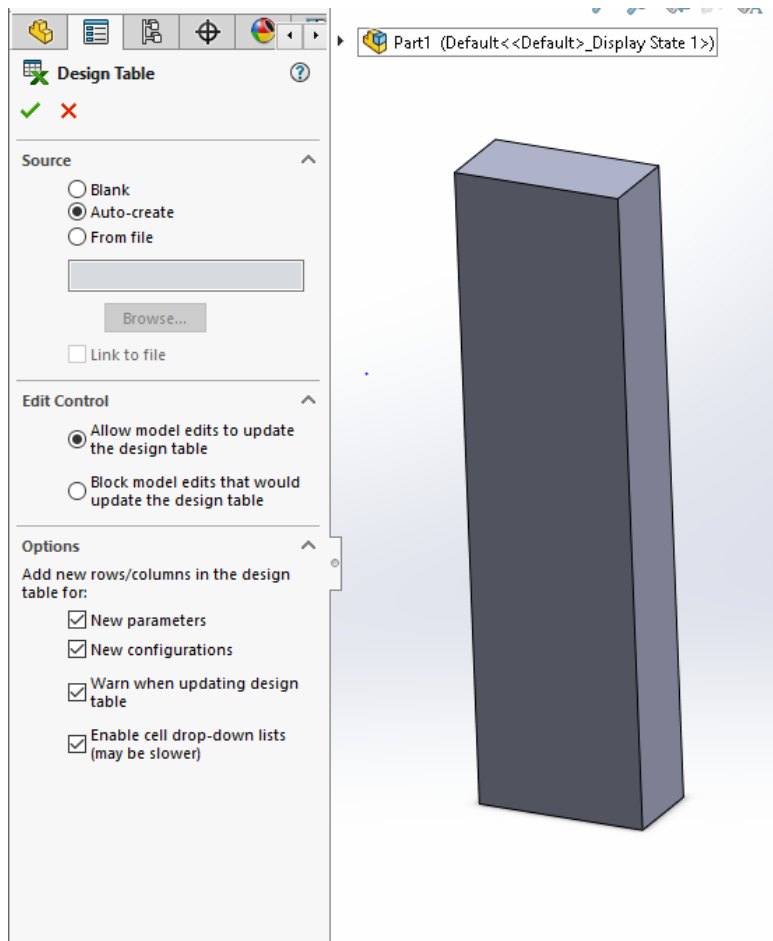 Part1 (Default<<Default>_Display State 1>)
Design Table
Source
Blank
Auto-create
From file
Browse...
Link to file
Edit Control
Allow model edits to update
the design table
Block model edits that would
update the design table
Options
Add new rows/columns in the design
table for:
New parameters
New configurations
Warn when updating design
table
Enable cell drop-down lists
(may be slower)